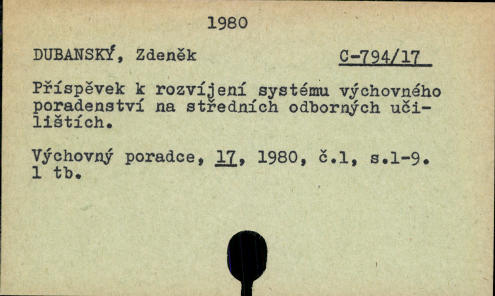 1980
DUBANSKÝ, Zdeněk C-794/17
Příspěvek k rozvíjení systému výchovného
poradenství na středních odborných uči-
lištích.
Výchovný poradce, 17, 1980, č.1, s.1-9.
1 tb.